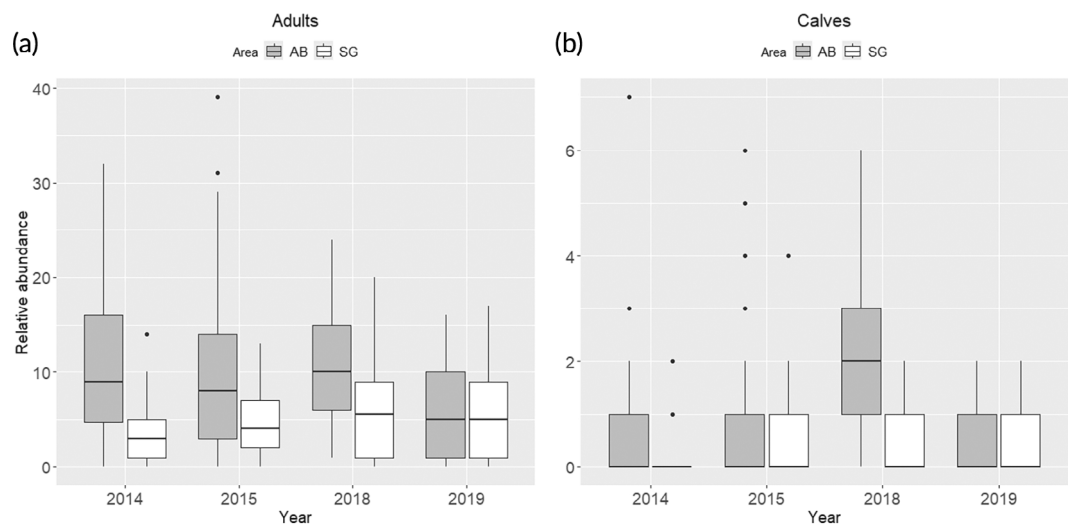 Adults
(a)
Area AB SG
Relative abundance
40
30
20
10
0
2014 2015 2018 2019
Year
Calves
(b)
Area AB SG
6
4
2
0
2014 2015 2018 2019
Year